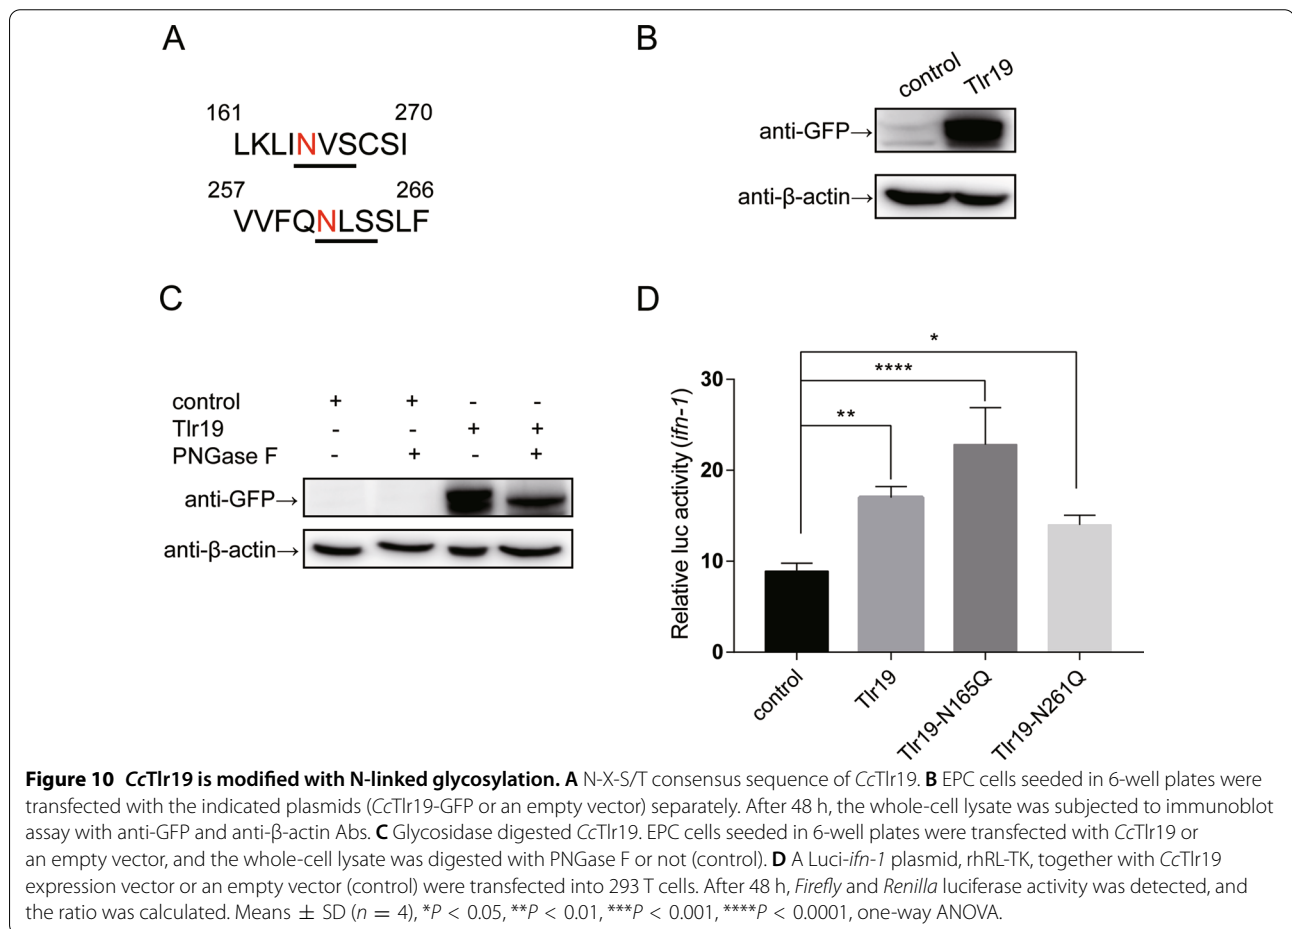 A
161 270
LKLINVSCSI
257 266
VVFQNLSSLF
B
control Tlr19
anti-GFP→
anti-β-actin→
C
control + + - -
Tlr19 - - + +
PNGase F - + - +
anti-GFP→
anti-β-actin→
D
*
****
**
Relative luc activity (ifn-1)
30
20
10
0
control Tlr19 Tlr19-N165Q Tlr19-N261Q
Figure 10 CcTlr19 is modified with N-linked glycosylation. A N-X-S/T consensus sequence of CcTlr19. B EPC cells seeded in 6-well plates were
transfected with the indicated plasmids (CcTlr19-GFP or an empty vector) separately. After 48 h, the whole-cell lysate was subjected to immunoblot
assay with anti-GFP and anti-β-actin Abs. C Glycosidase digested CcTlr19. EPC cells seeded in 6-well plates were transfected with CcTlr19 or
an empty vector, and the whole-cell lysate was digested with PNGase F or not (control). D A Luci-ifn-1 plasmid, rhRL-TK, together with CcTlr19
expression vector or an empty vector (control) were transfected into 293 T cells. After 48 h, Firefly and Renilla luciferase activity was detected, and
the ratio was calculated. Means ± SD (n = 4), *P < 0.05, **P < 0.01, ***P < 0.001, ****P < 0.0001, one-way ANOVA.